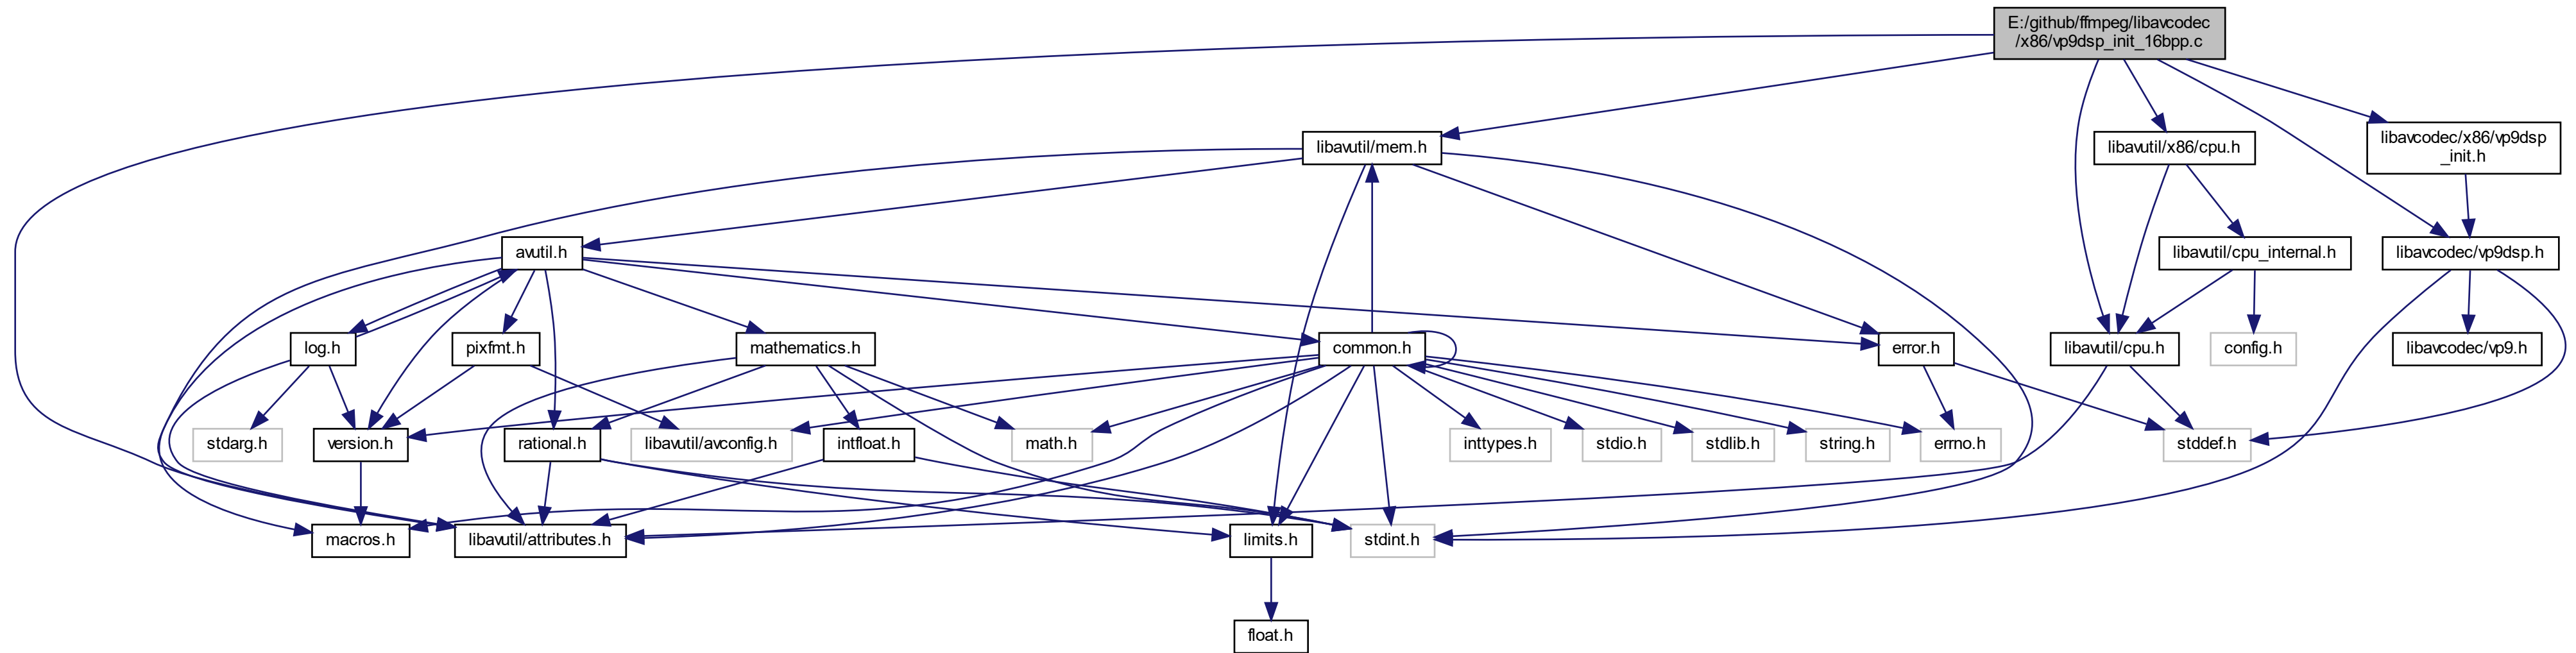 E:/github/ffmpeg/libavcodec
/x86/vp9dsp_init_16bpp.c
libavutil/mem.h
libavutil/x86/cpu.h
libavcodec/x86/vp9dsp
_init.h
avutil.h
libavutil/cpu_internal.h
libavcodec/vp9dsp.h
log.h
pixfmt.h
mathematics.h
common.h
error.h
libavutil/cpu.h
config.h
libavcodec/vp9.h
stdarg.h
version.h
rational.h
libavutil/avconfig.h
intfloat.h
math.h
inttypes.h
stdio.h
stdlib.h
string.h
errno.h
stddef.h
macros.h
libavutil/attributes.h
limits.h
stdint.h
float.h